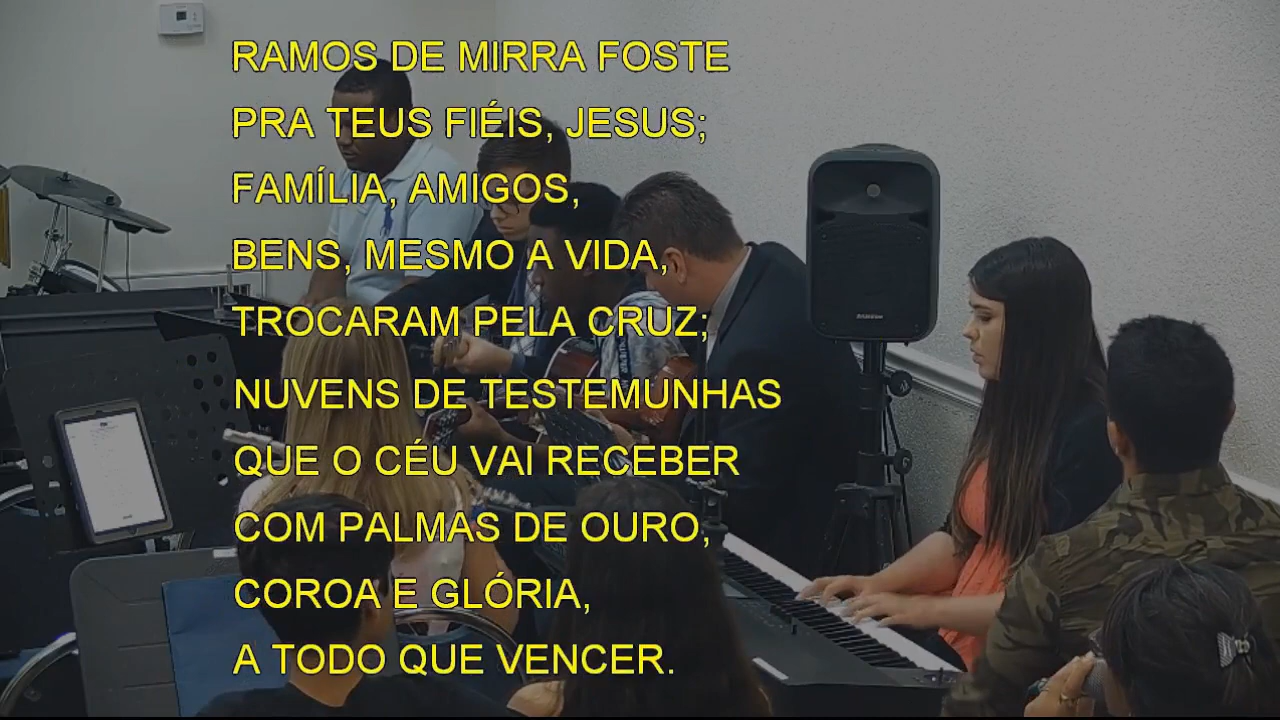 RAMOS DE MIRRA FOSTE
PRA TEUS FIÉIS, JESUS;
FAMÍLIA, AMIGOS,
BENS, MESMO A VIDA,
TROCARAM PELA CRUZ;
NUVENS DE TESTEMUNHAS
QUE O CÉU VAI RECEBER
COM PALMAS DE OURO,
COROA E GLÓRIA,
A TODO QUE VENCER.